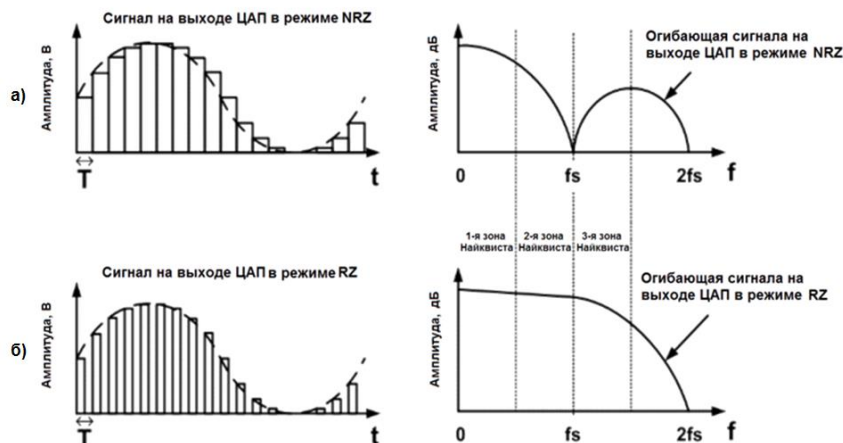 Сигнал на выходе ЦАП в режиме NRZ
а)
Амплитуда, В
T
t
Амплитуда, дБ
Огибающая сигнала на
выходе ЦАП в режиме NRZ
0
fs
2fs
f
1-я зона
Найквиста
2-я зона
Найквиста
3-я зона
Найквиста
Сигнал на выходе ЦАП в режиме RZ
б)
Амплитуда, В
T
t
Амплитуда, дБ
Огибающая сигнала на
выходе ЦАП в режиме RZ
0
fs
2fs
f